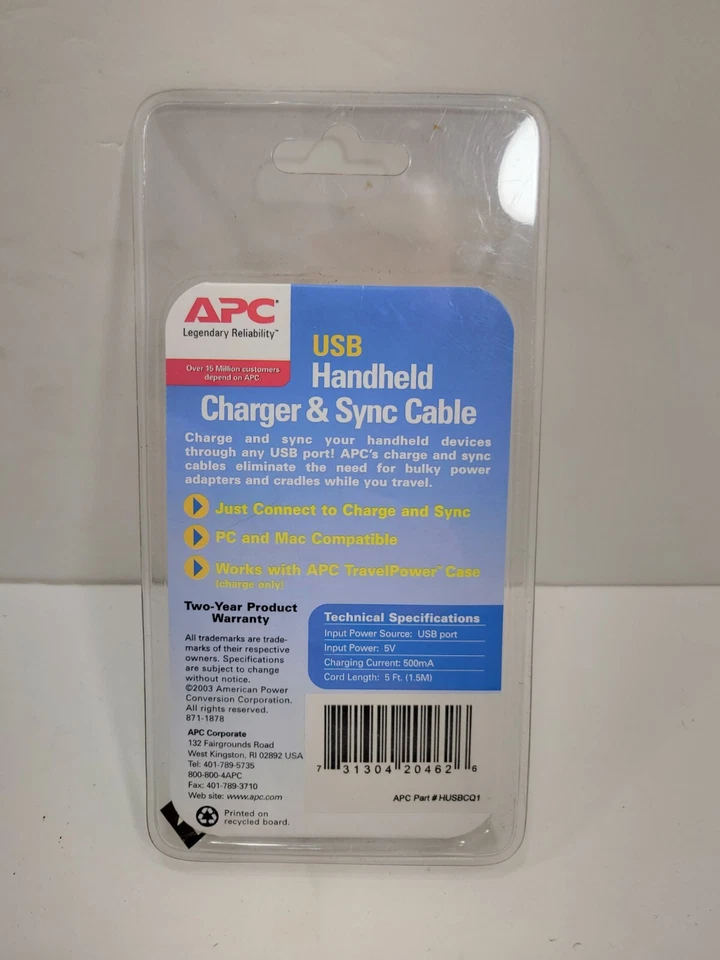 APC®
Legendary Reliability™
Over 15 Million customers
depend on APC.
USB
Handheld
Charger & Sync Cable
Charge and sync your handheld devices
through any USB port! APC's charge and sync
cables eliminate the need for bulky power
adapters and cradles while you travel.
Just Connect to Charge and Sync
PC and Mac Compatible
Works with APC TravelPower™ Case
(charge only)
Two-Year Product
Warranty
All trademarks are trade-
marks of their respective
owners. Specifications
are subject to change
without notice.
©2003 American Power
Conversion Corporation.
All rights reserved.
871-1878
APC Corporate
132 Fairgrounds Road
West Kingston, RI 02892 USA
Tel: 401-789-5735
800-800-4APC
Fax: 401-789-3710
Web site: www.apc.com
Printed on
recycled board.
Technical Specifications
Input Power Source: USB port
Input Power: 5V
Charging Current: 500mA
Cord Length: 5 Ft. (1.5M)
7 31304 20462 6
APC Part # HUSBCQ1